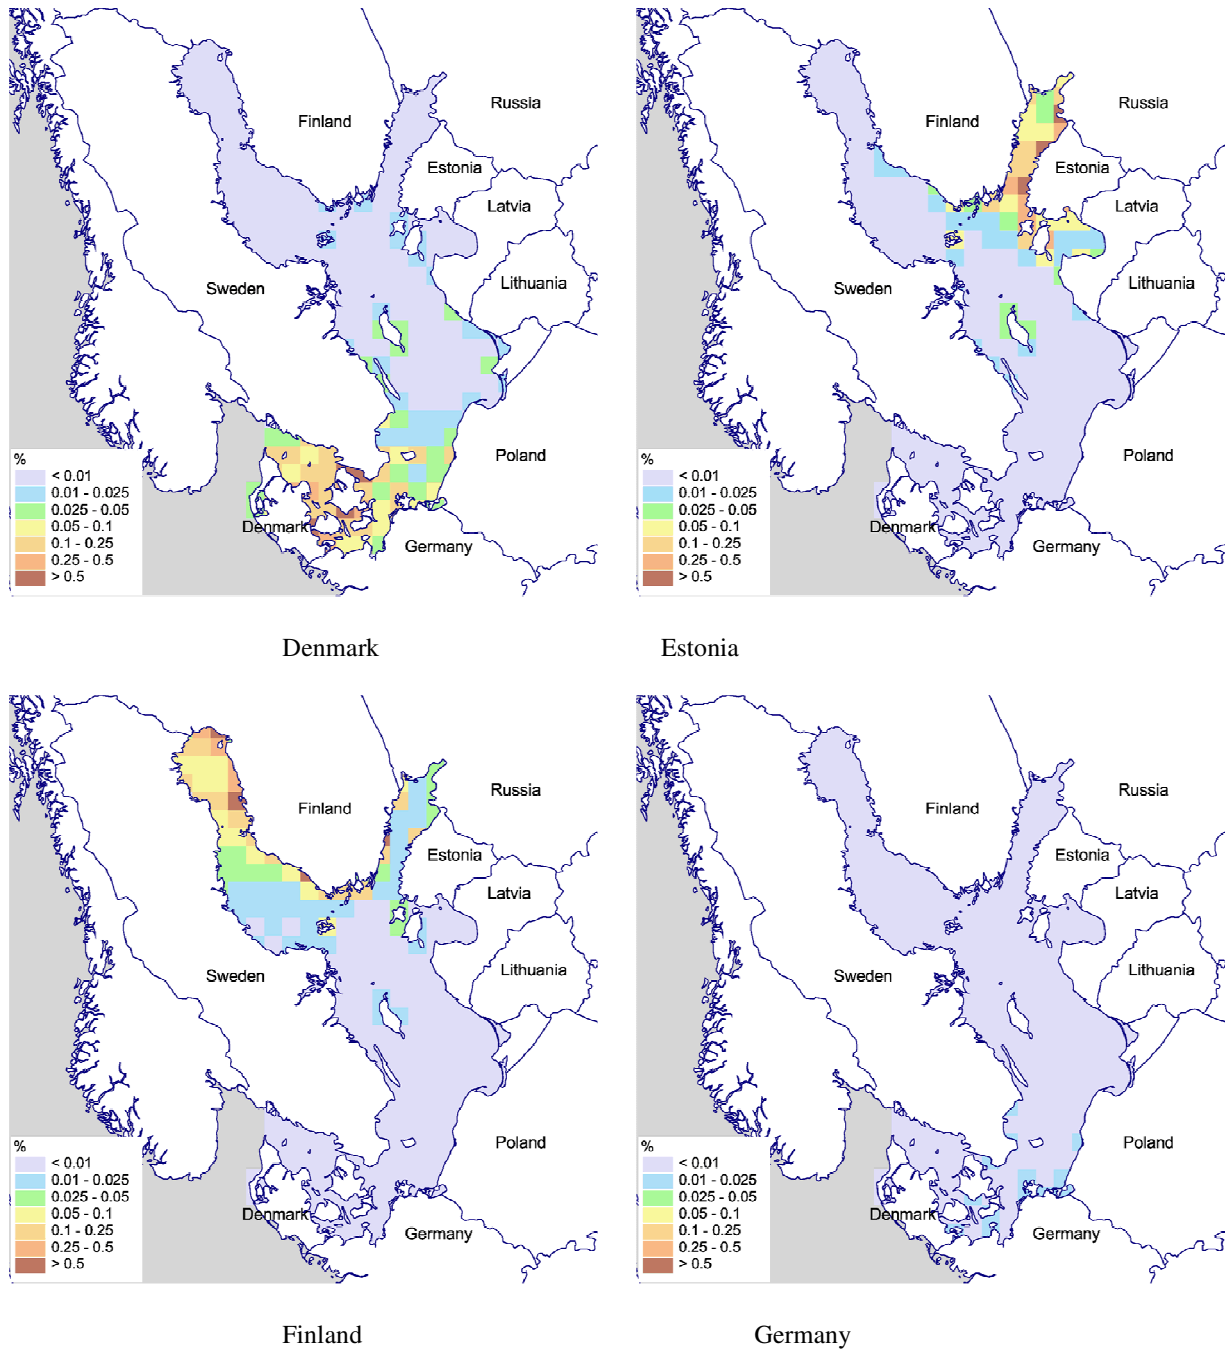 Finland
Russia
Estonia
Latvia
Lithuania
Sweden
Poland
Denmark
Germany
%
< 0.01
0.01 - 0.025
0.025 - 0.05
0.05 - 0.1
0.1 - 0.25
0.25 - 0.5
> 0.5
Finland
Russia
Estonia
Latvia
Lithuania
Sweden
Poland
Denmark
Germany
%
< 0.01
0.01 - 0.025
0.025 - 0.05
0.05 - 0.1
0.1 - 0.25
0.25 - 0.5
> 0.5
Denmark
Estonia
Finland
Russia
Estonia
Latvia
Lithuania
Sweden
Poland
Denmark
Germany
%
< 0.01
0.01 - 0.025
0.025 - 0.05
0.05 - 0.1
0.1 - 0.25
0.25 - 0.5
> 0.5
Finland
Russia
Estonia
Latvia
Lithuania
Sweden
Poland
Denmark
Germany
%
< 0.01
0.01 - 0.025
0.025 - 0.05
0.05 - 0.1
0.1 - 0.25
0.25 - 0.5
> 0.5
Finland
Germany